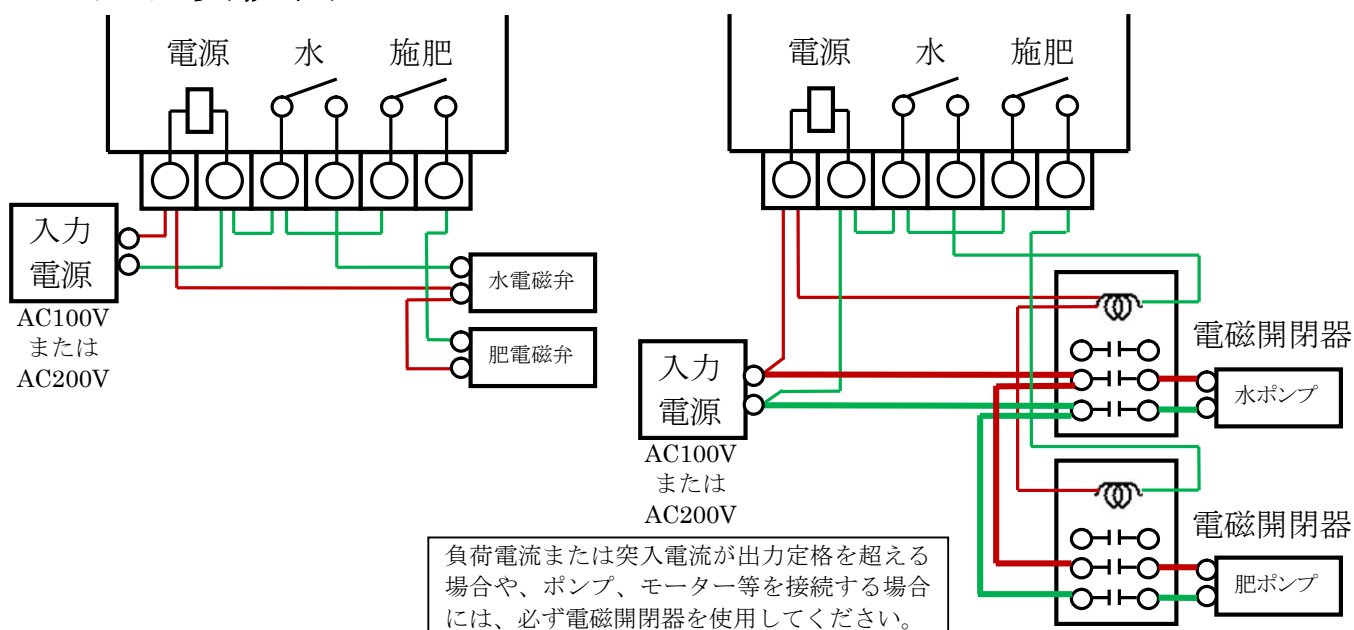 電源 水 施肥
入力
電源
AC100V
または
AC200V
水電磁弁
肥電磁弁
電源 水 施肥
入力
電源
AC100V
または
AC200V
電磁開閉器
水ポンプ
電磁開閉器
肥ポンプ
負荷電流または突入電流が出力定格を超える
場合や、ポンプ、モーター等を接続する場合
には、必ず電磁開閉器を使用してください。